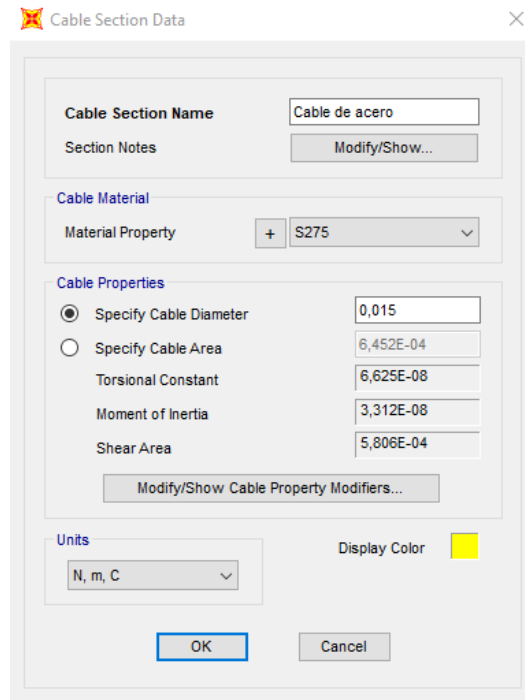 Cable Section Data
Cable Section Name Cable de acero
Section Notes Modify/Show...
Cable Material
Material Property + S275
Cable Properties
Specify Cable Diameter 0,015
Specify Cable Area 6,452E-04
Torsional Constant 6,625E-08
Moment of Inertia 3,312E-08
Shear Area 5,806E-04
Modify/Show Cable Property Modifiers...
Units
N, m, C
Display Color
OK Cancel